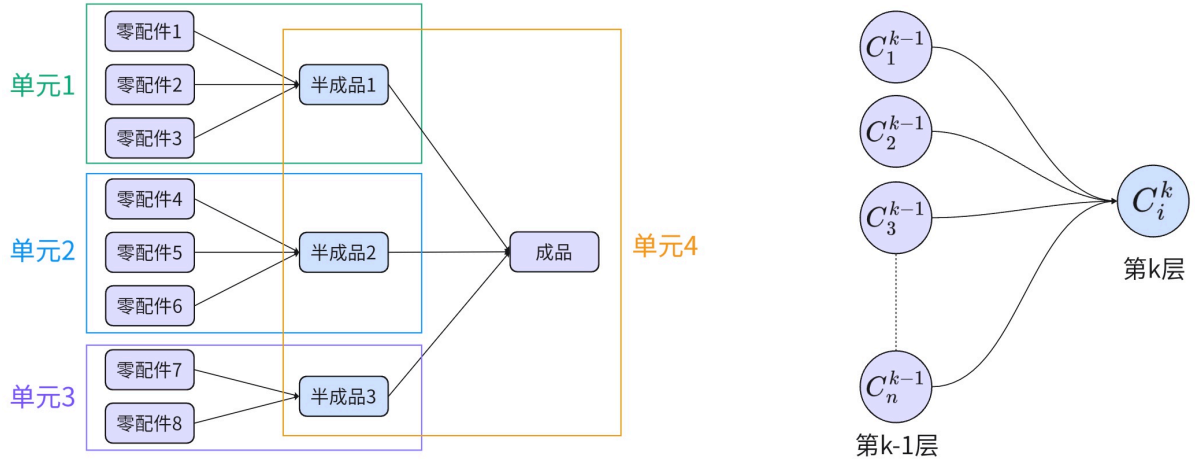 单元1
零配件1
零配件2
零配件3
半成品1
单元2
零配件4
零配件5
零配件6
半成品2
单元3
零配件7
零配件8
半成品3
成品
单元4
C_1^{k-1}
C_2^{k-1}
C_3^{k-1}
C_n^{k-1}
第k-1层
C_i^k
第k层